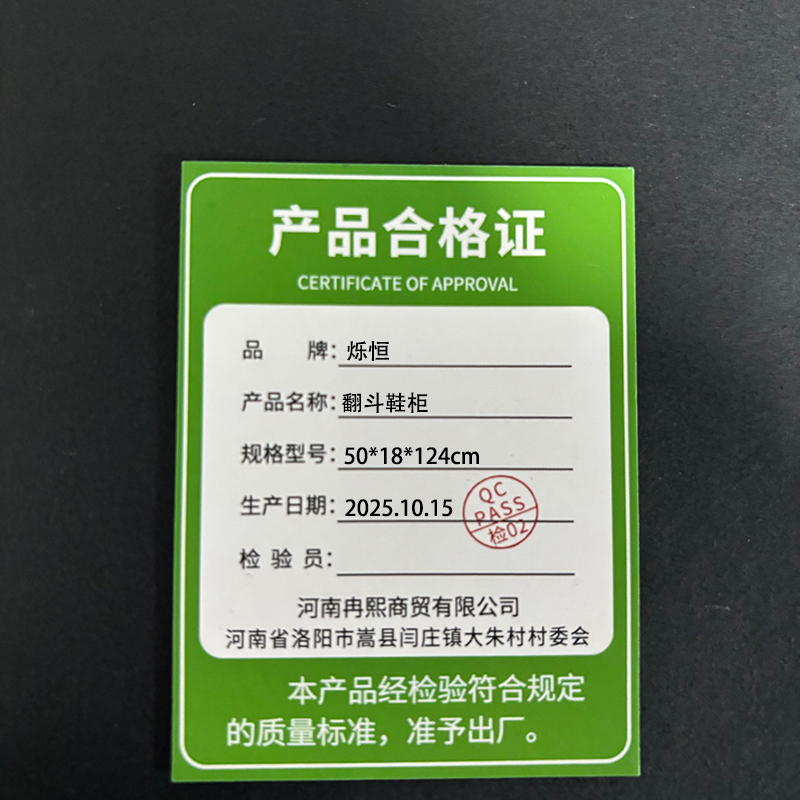 产品合格证
CERTIFICATE OF APPROVAL
品 牌：烁恒
产品名称：翻斗鞋柜
规格型号：50*18*124cm
生产日期：2025.10.15
QC
PASS
检02
检 验 员：
河南冉熙商贸有限公司
河南省洛阳市嵩县闫庄镇大朱村村委会
本产品经检验符合规定
的质量标准，准予出厂。